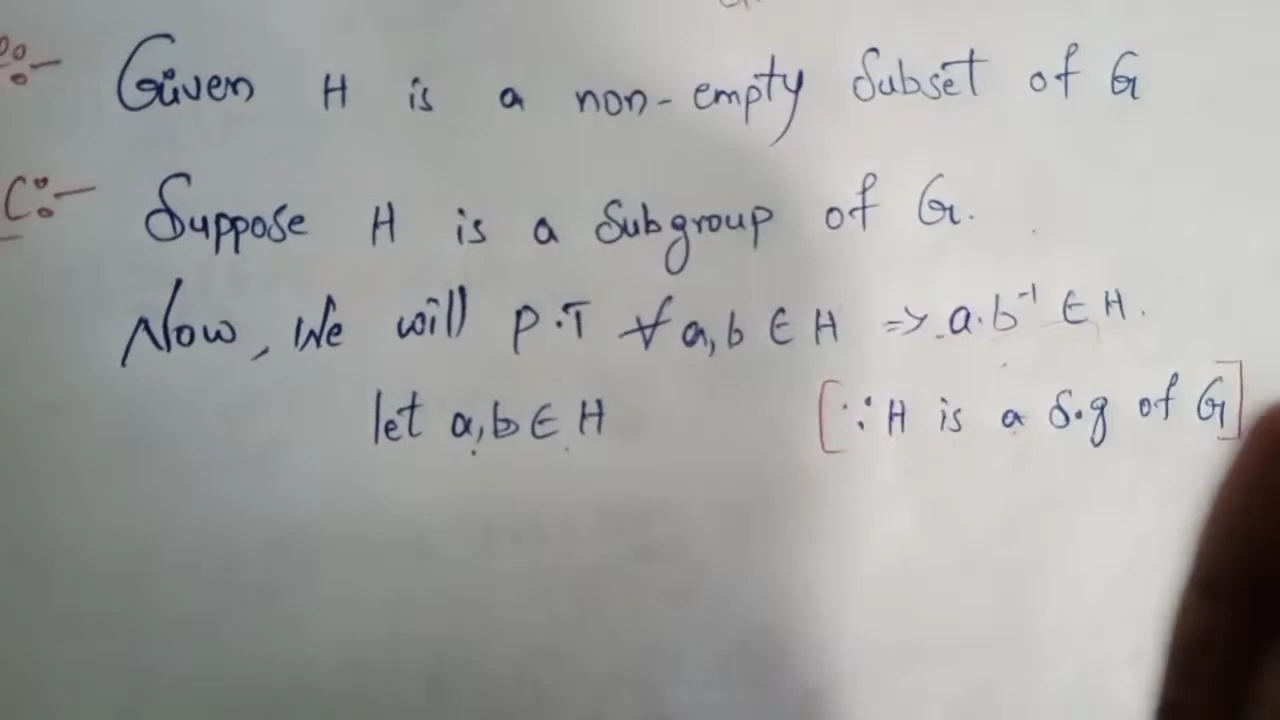 Given H is a non-empty Subset of G
C:- Suppose H is a Subgroup of G.
Now, We will P.T ∀ a,b ∈ H => a.b⁻¹ ∈ H.
let a,b ∈ H [∵ H is a S.g of G]